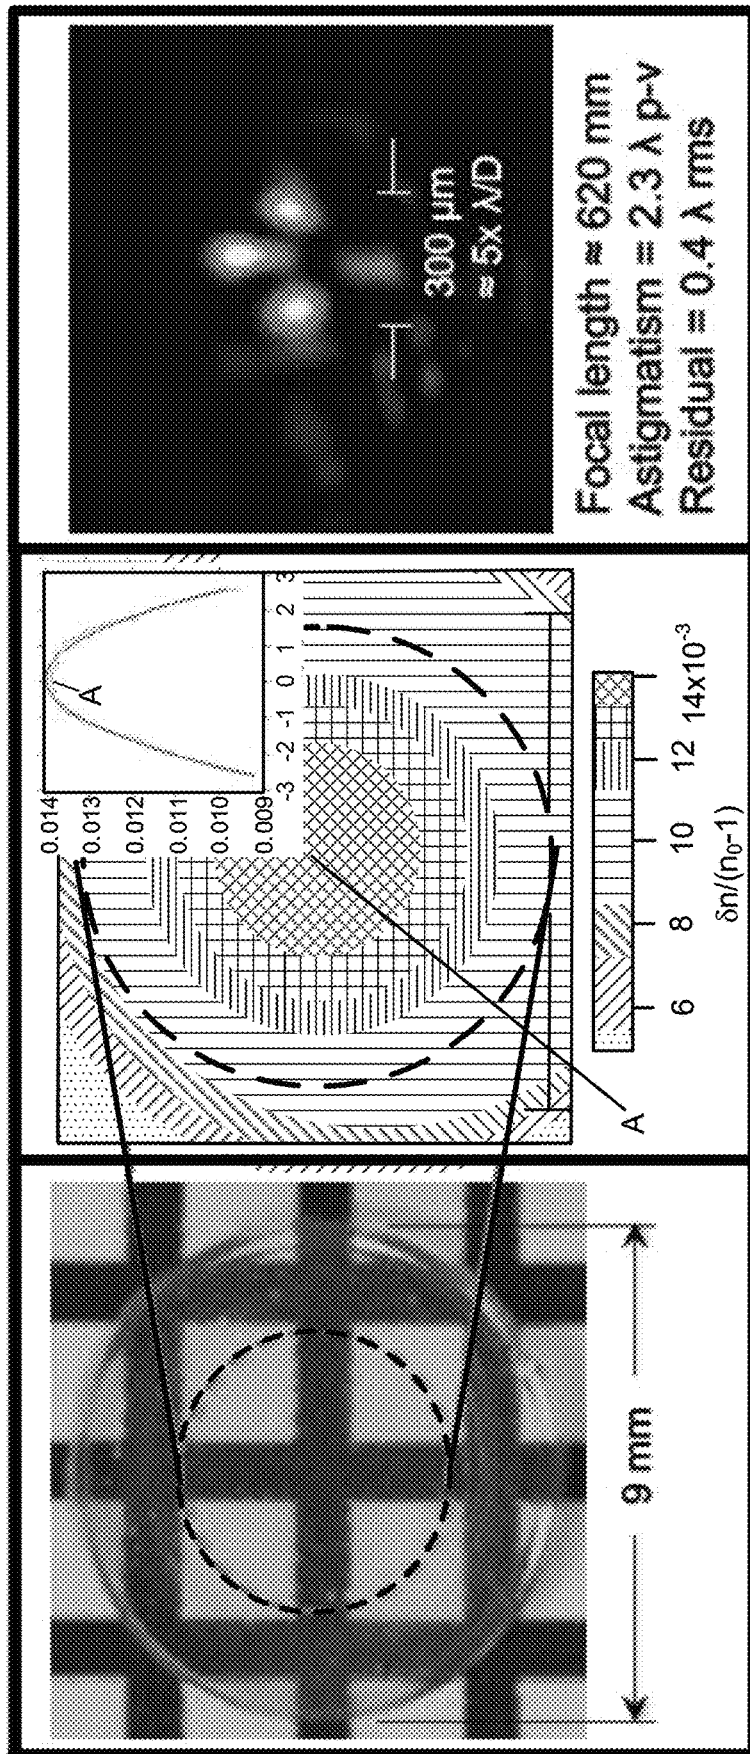 9 mm
0.014
0.013
0.012
0.011
0.010
0.009
-3 -2 -1 0 1 2 3
A
A
6 8 10 12 14x10⁻³
δn/(n₀-1)
300 µm
≈ 5x λ/D
Focal length ≈ 620 mm
Astigmatism = 2.3 λ p-v
Residual = 0.4 λ rms